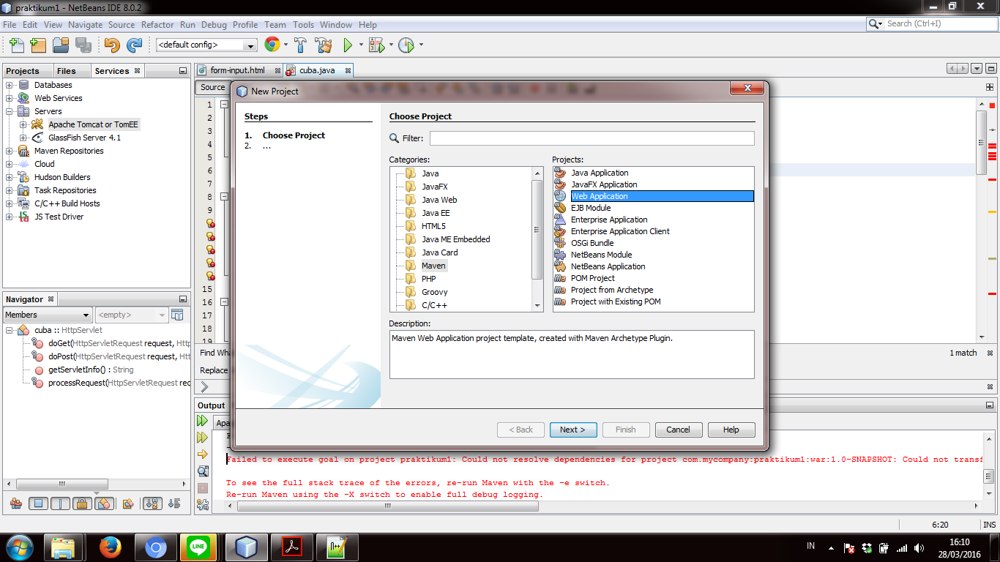 praktikum1 - NetBeans IDE 8.0.2
File Edit View Navigate Source Refactor Run Debug Profile Team Tools Window Help
Search (Ctrl+I)
<default config>
Projects Files Services
Databases
Web Services
Servers
Apache Tomcat or TomEE
GlassFish Server 4.1
Maven Repositories
Cloud
Hudson Builders
Task Repositories
C/C++ Build Hosts
JS Test Driver
Navigator
Members <empty>
cuba :: HttpServlet
doGet(HttpServletRequest request, Http
doPost(HttpServletRequest request, Htt
getServletInfo() : String
processRequest(HttpServletRequest req
form-input.html cuba.java
Source
1
2
3
4
5
6
7
8
9
15
16
17
18
19
New Project
Steps
1. Choose Project
2. ...
Choose Project
Filter:
Categories:
Java
JavaFX
Java Web
Java EE
HTML5
Java ME Embedded
Java Card
Maven
PHP
Groovy
C/C++
Projects:
Java Application
JavaFX Application
Web Application
EJB Module
Enterprise Application
Enterprise Application Client
OSGi Bundle
NetBeans Module
NetBeans Application
POM Project
Project from Archetype
Project with Existing POM
Description:
Maven Web Application project template, created with Maven Archetype Plugin.
< Back Next > Finish Cancel Help
Find Wha
1 match
Replace
Output
Apa
Failed to execute goal on project praktikum1: Could not resolve dependencies for project com.mycompany:praktikum1:war:1.0-SNAPSHOT: Could not transf
To see the full stack trace of the errors, re-run Maven with the -e switch.
Re-run Maven using the -X switch to enable full debug logging.
6:20 INS
LINE
IN
16:10
28/03/2016